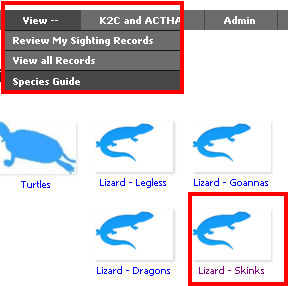 View -- K2C and ACTHA Admin
Review My Sighting Records
View all Records
Species Guide
Turtles Lizard - Legless Lizard - Goannas
Lizard - Dragons Lizard - Skinks